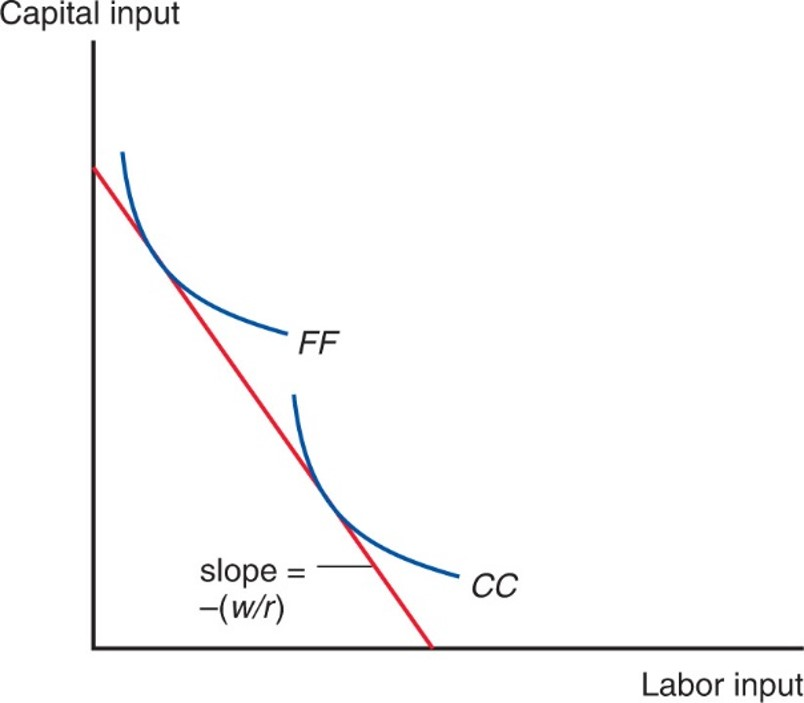 Capital input
FF
slope =
–(w/r)
CC
Labor input